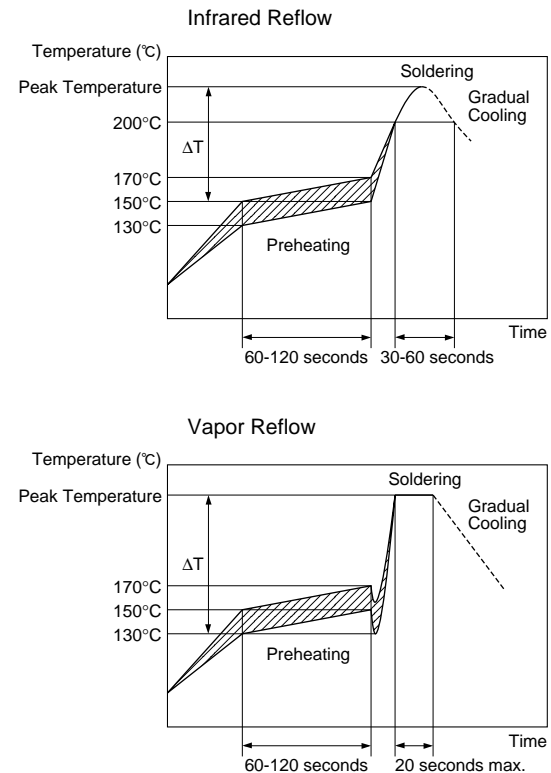 Infrared Reflow
Temperature (℃)
Peak Temperature
Soldering
Gradual
Cooling
200°C
ΔT
170°C
150°C
130°C
Preheating
Time
60-120 seconds
30-60 seconds
Vapor Reflow
Temperature (℃)
Soldering
Peak Temperature
Gradual
Cooling
ΔT
170°C
150°C
130°C
Preheating
Time
60-120 seconds
20 seconds max.